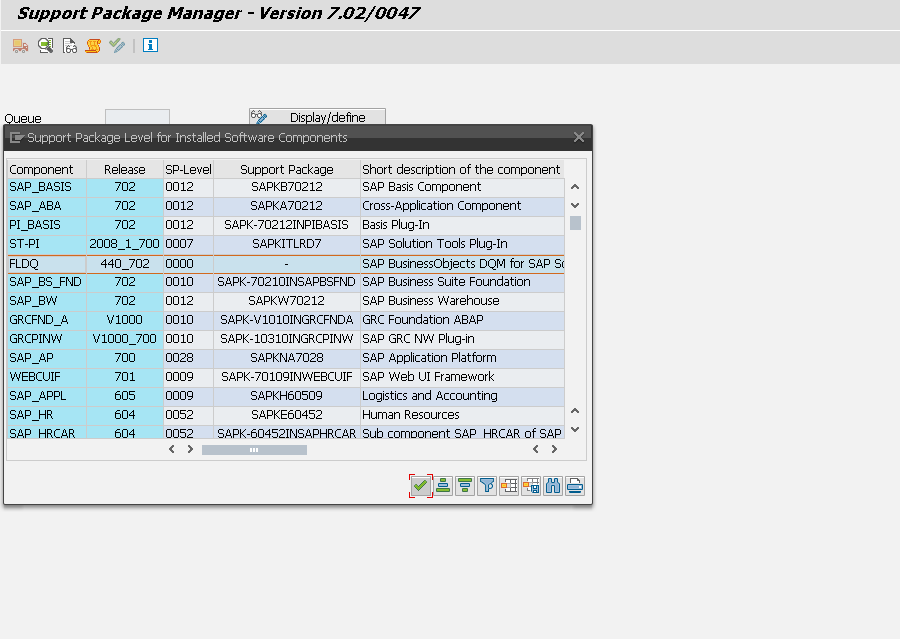 Support Package Manager - Version 7.02/0047
Queue Display/define
Support Package Level for Installed Software Components
Component Release SP-Level Support Package Short description of the component
SAP_BASIS 702 0012 SAPKB70212 SAP Basis Component
SAP_ABA 702 0012 SAPKA70212 Cross-Application Component
PI_BASIS 702 0012 SAPK-70212INPIBASIS Basis Plug-In
ST-PI 2008_1_700 0007 SAPKITLRD7 SAP Solution Tools Plug-In
FLDQ 440_702 0000 - SAP BusinessObjects DQM for SAP So
SAP_BS_FND 702 0010 SAPK-70210INSAPBSFND SAP Business Suite Foundation
SAP_BW 702 0012 SAPKW70212 SAP Business Warehouse
GRCFND_A V1000 0010 SAPK-V1010INGRCFNDA GRC Foundation ABAP
GRCPINW V1000_700 0010 SAPK-10310INGRCPINW SAP GRC NW Plug-in
SAP_AP 700 0028 SAPKNA7028 SAP Application Platform
WEBCUIF 701 0009 SAPK-70109INWEBCUIF SAP Web UI Framework
SAP_APPL 605 0009 SAPKH60509 Logistics and Accounting
SAP_HR 604 0052 SAPKE60452 Human Resources
SAP_HRCAR 604 0052 SAPK-60452INSAPHRCAR Sub component SAP_HRCAR of SAP